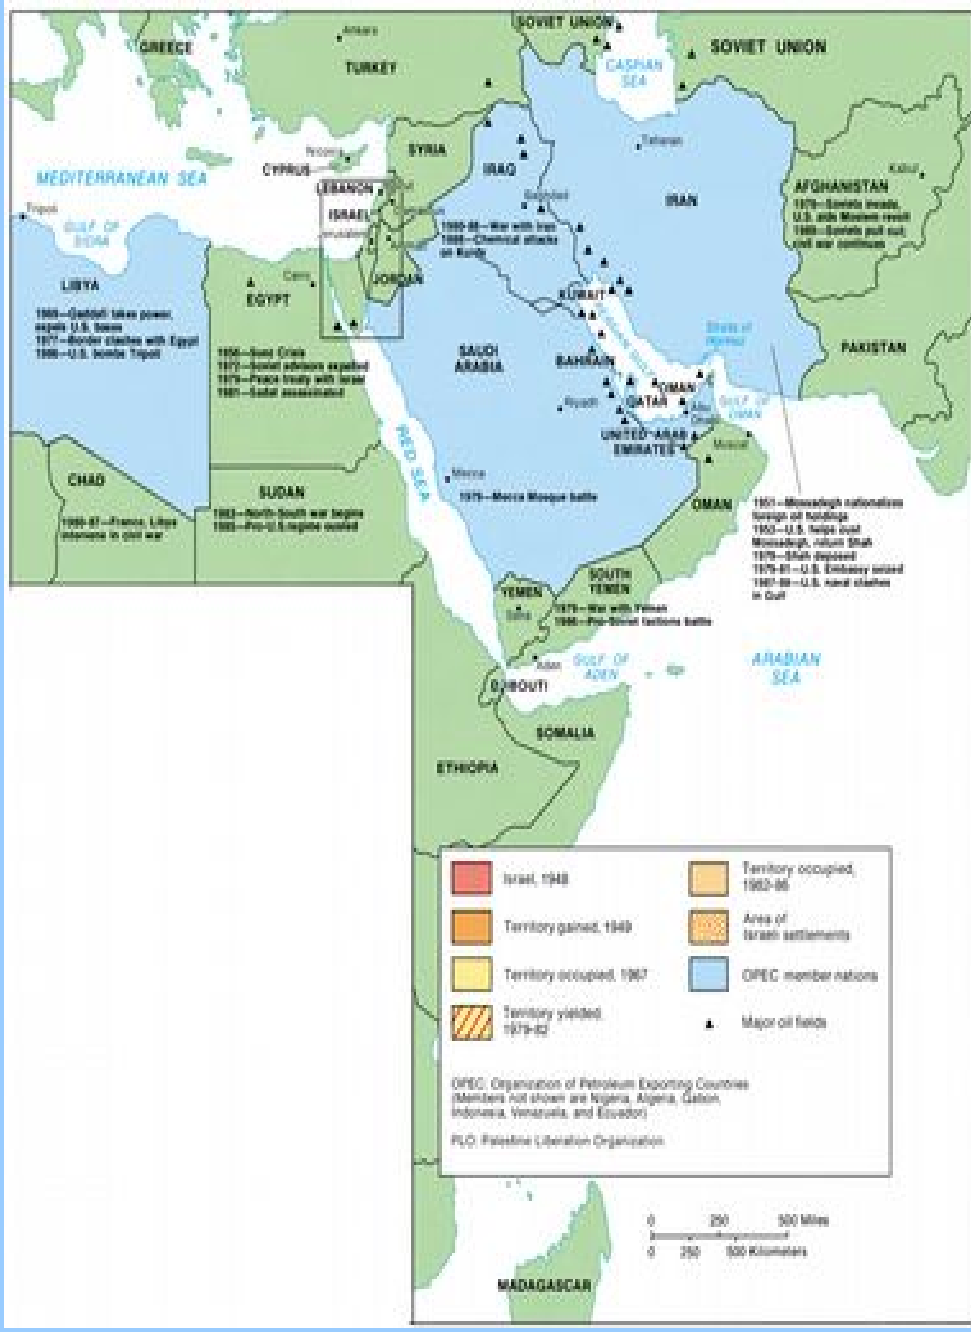 SOVIET UNION
SOVIET UNION
GREECE
Ankara
TURKEY
CASPIAN
SEA
Nicosia
CYPRUS
SYRIA
IRAQ
Teheran
IRAN
Kabul
AFGHANISTAN
1979—Soviets invade,
U.S. aids Moslem revolt
1989—Soviets pull out;
civil war continues
MEDITERRANEAN SEA
LEBANON
ISRAEL
Jerusalem
Baghdad
1980-88—War with Iran
1988—Chemical attacks
on Kurds
Tripoli
GULF OF
SIDRA
LIBYA
1969—Qaddafi takes power,
expels U.S. bases
1977—Border clashes with Egypt
1986—U.S. bombs Tripoli
Cairo
EGYPT
JORDAN
1956—Suez Crisis
1972—Soviet advisors expelled
1979—Peace treaty with Israel
1981—Sadat assassinated
KUWAIT
SAUDI
ARABIA
BAHRAIN
Straits of
Hormuz
PAKISTAN
OMAN
QATAR
GULF OF
OMAN
Riyadh
Abu
Dhabi
UNITED ARAB
EMIRATES
Muscat
RED SEA
Mecca
1979—Mecca Mosque battle
OMAN
CHAD
1980-87—France, Libya
intervene in civil war
SUDAN
1983—North-South war begins
1985—Pro-U.S. regime ousted
1951—Mossadegh nationalizes
foreign oil holdings
1953—U.S. helps oust
Mossadegh, return Shah
1979—Shah deposed
1979-81—U.S. Embassy seized
1987-88—U.S. naval clashes
in Gulf
YEMEN
Sana
SOUTH
YEMEN
1979—War with Yemen
1986—Pro-Soviet factions battle
Aden
GULF OF
ADEN
ARABIAN
SEA
DJIBOUTI
SOMALIA
ETHIOPIA
Israel, 1948
Territory gained, 1949
Territory occupied, 1967
Territory yielded,
1979-82
Territory occupied,
1982-86
Area of
Israeli settlements
OPEC member nations
Major oil fields
OPEC: Organization of Petroleum Exporting Countries
(Members not shown are Nigeria, Algeria, Gabon,
Indonesia, Venezuela, and Ecuador)
PLO: Palestine Liberation Organization
0 250 500 Miles
0 250 500 Kilometers
MADAGASCAR